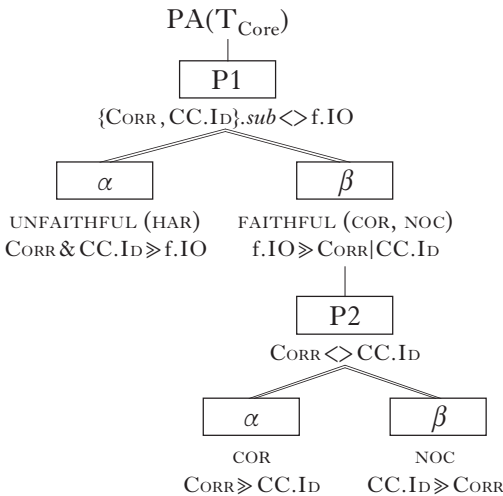 PA(T_Core)
P1
{Corr, CC.Id}.sub<>f.IO
α β
unfaithful (har) faithful (cor, noc)
Corr&CC.Id≫f.IO f.IO≫Corr|CC.Id
P2
Corr<>CC.Id
α β
cor noc
Corr≫CC.Id CC.Id≫Corr